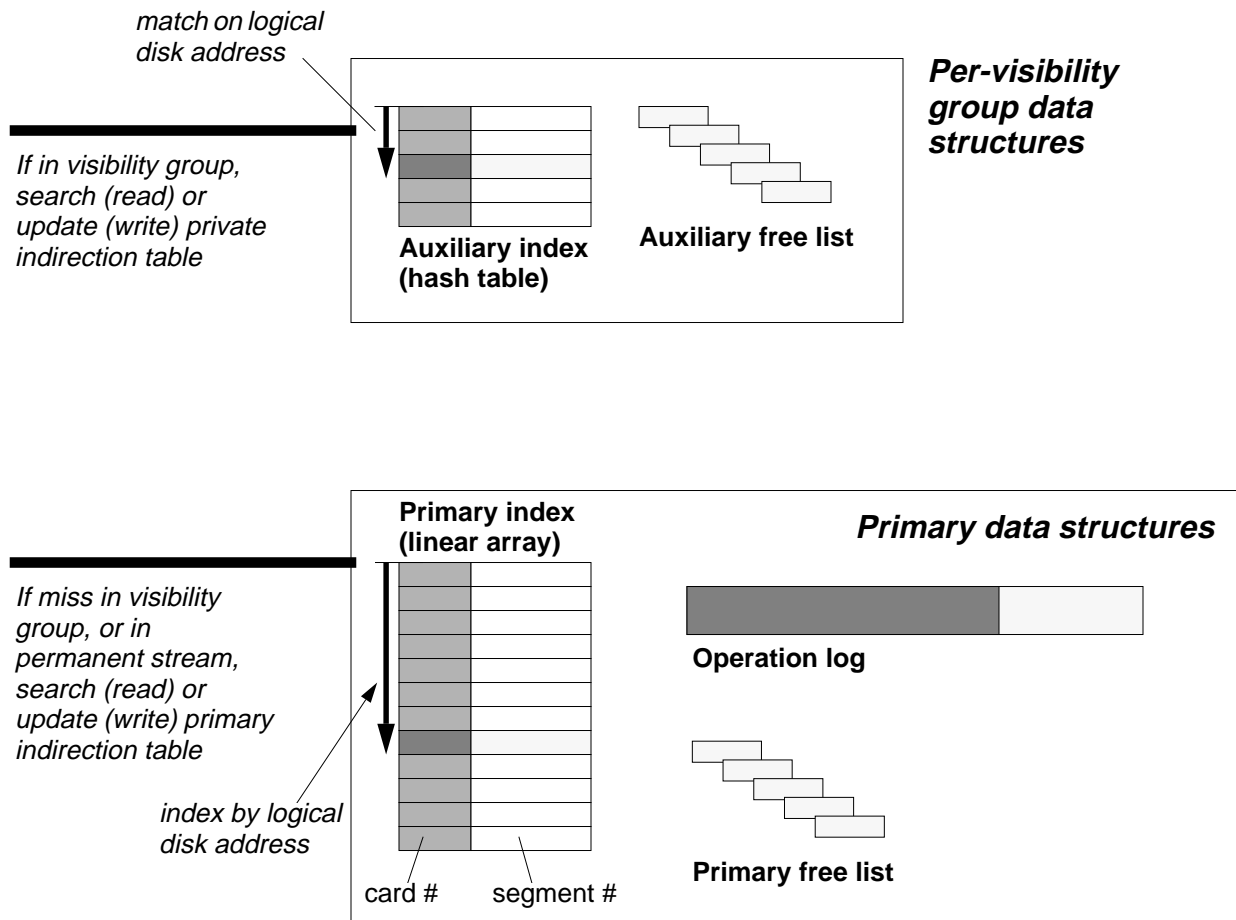 match on logical
disk address
Per-visibility
group data
structures
If in visibility group,
search (read) or
update (write) private
indirection table
Auxiliary index
(hash table)
Auxiliary free list
Primary index
(linear array)
Primary data structures
If miss in visibility
group, or in
permanent stream,
search (read) or
update (write) primary
indirection table
Operation log
index by logical
disk address
Primary free list
card #
segment #